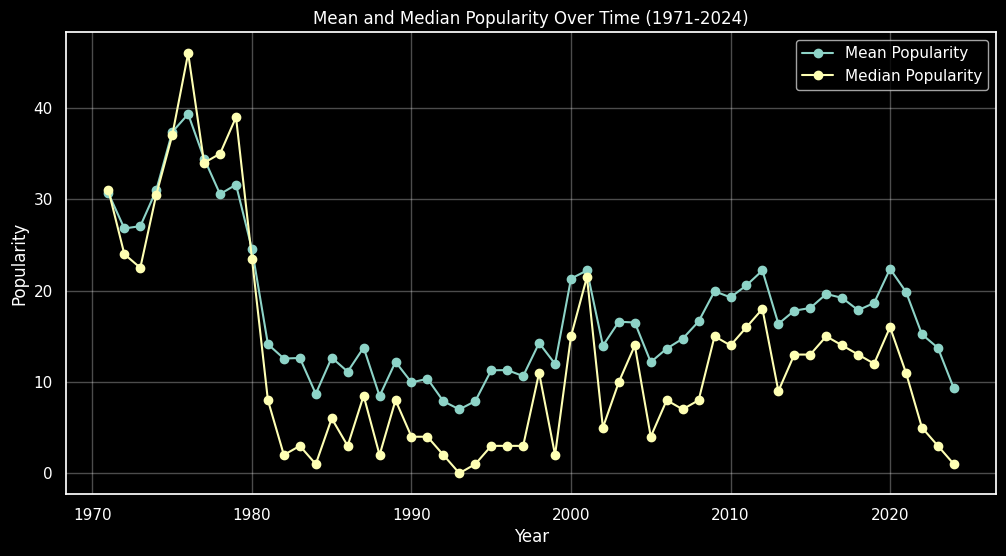 Mean and Median Popularity Over Time (1971-2024)
Mean Popularity
Median Popularity
Popularity
40
30
20
10
0
1970 1980 1990 2000 2010 2020
Year